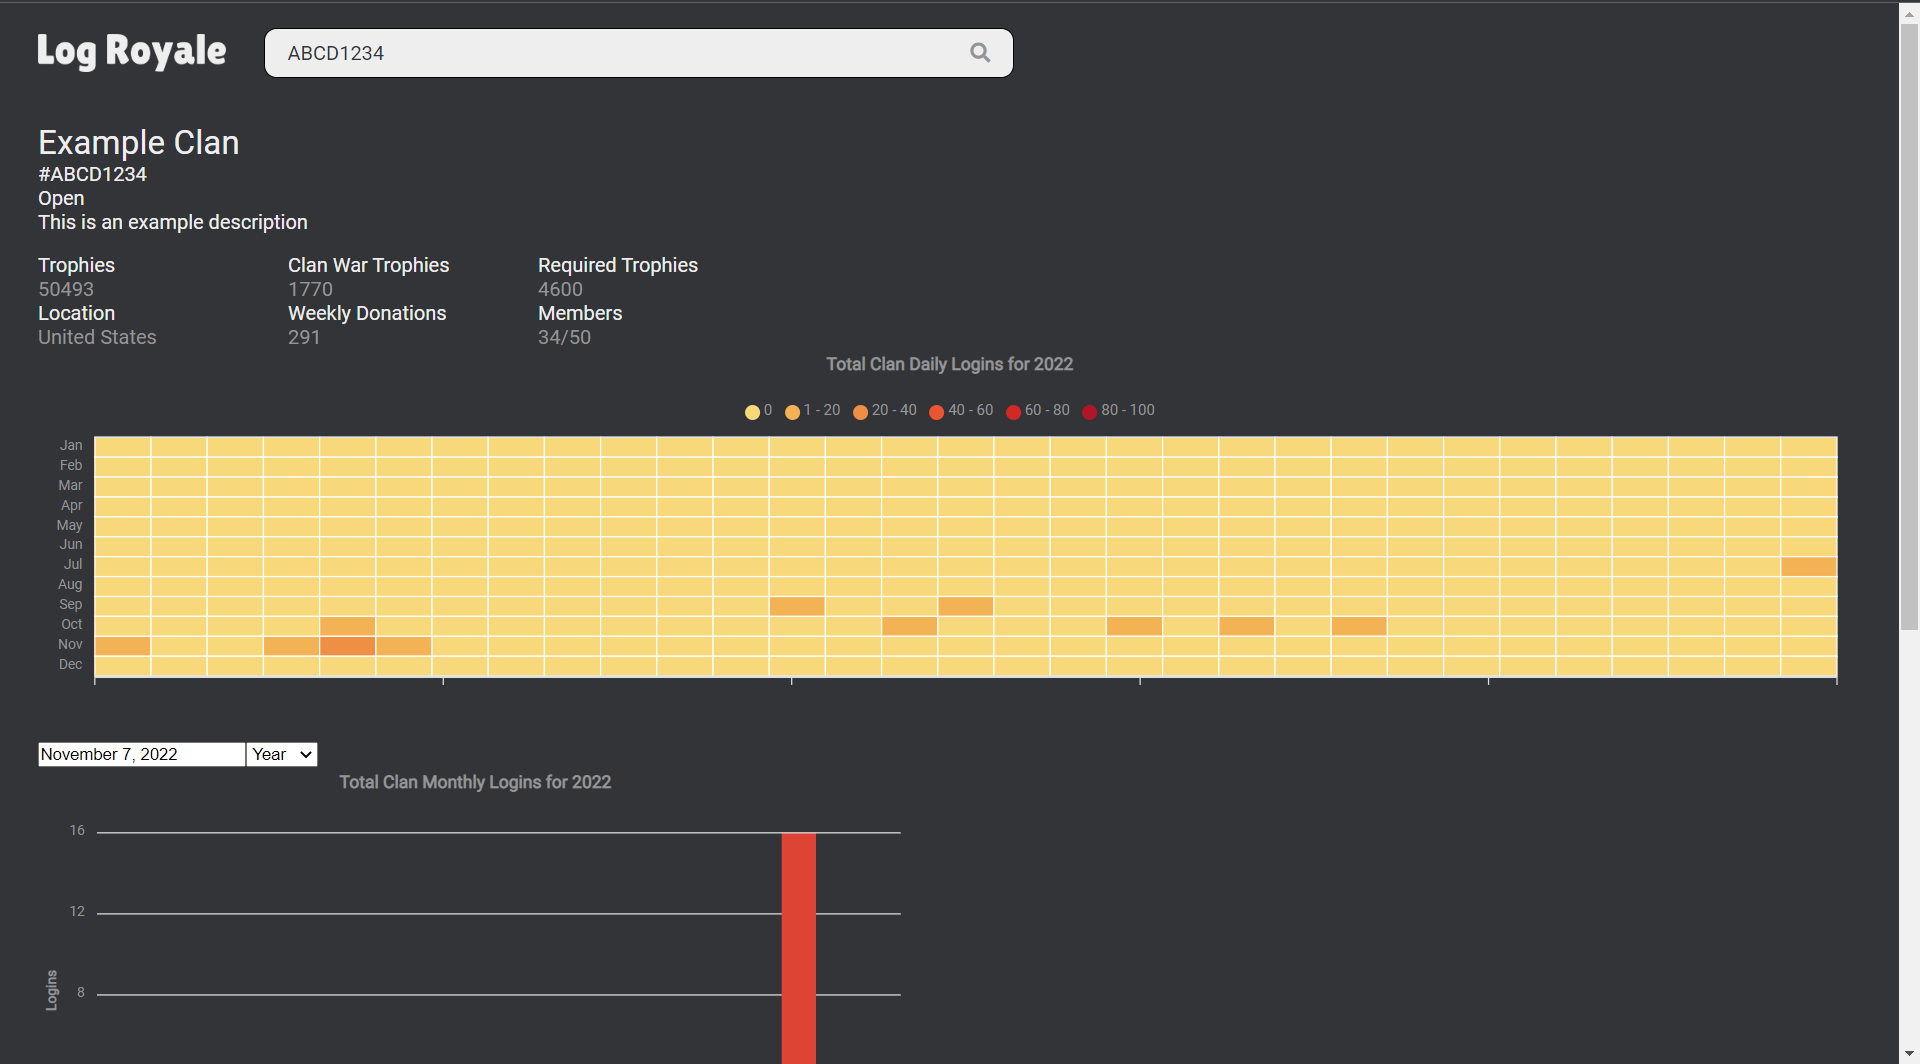 Log Royale
ABCD1234
Example Clan
#ABCD1234
Open
This is an example description
Trophies Clan War Trophies Required Trophies
50493 1770 4600
Location Weekly Donations Members
United States 291 34/50
Total Clan Daily Logins for 2022
0 1 - 20 20 - 40 40 - 60 60 - 80 80 - 100
Jan
Feb
Mar
Apr
May
Jun
Jul
Aug
Sep
Oct
Nov
Dec
November 7, 2022 Year
Total Clan Monthly Logins for 2022
16
12
8
Logins